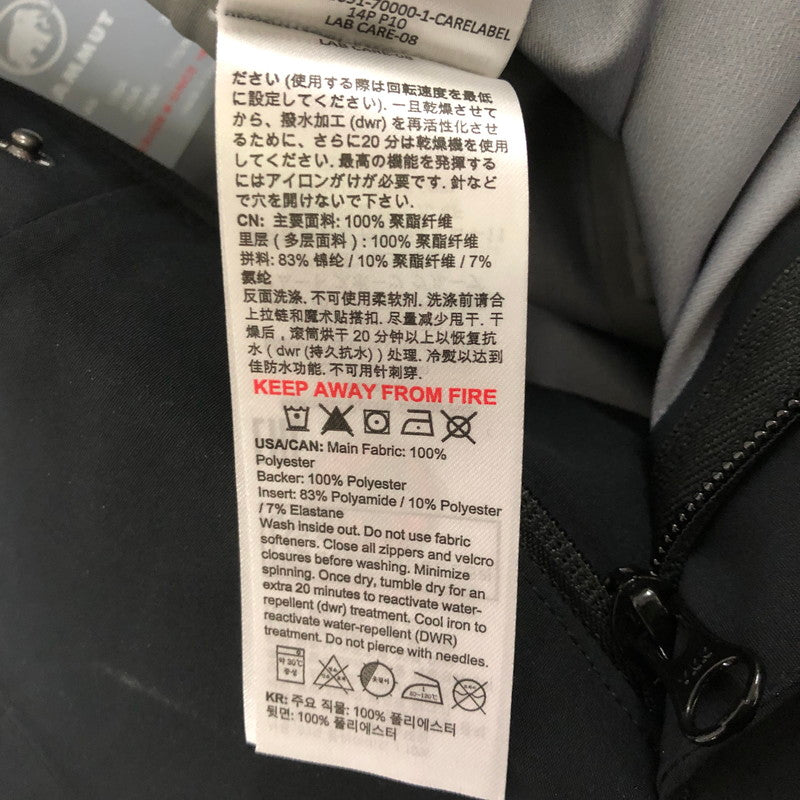 MAMMUT
-70000-1-CARELABEL
14P P10
LAB CARE-08
ださい (使用する際は回転速度を最低
に設定してください). 一旦乾燥させて
から、撥水加工 (dwr) を再活性化させ
るために、さらに20 分は乾燥機を使用
してください. 最高の機能を発揮する
にはアイロンがけが必要です. 針など
で穴を開けないで下さい.
CN: 主要面料: 100% 聚酯纤维
里层 ( 多层面料 ) : 100% 聚酯纤维
拼料: 83% 锦纶 / 10% 聚酯纤维 / 7%
氨纶
反面洗涤. 不可使用柔软剂. 洗涤前请合
上拉链和魔术贴搭扣. 尽量减少甩干. 干
燥后 , 滚筒烘干 20 分钟以上以恢复抗
水 ( dwr (持久抗水) ) 处理. 冷熨以达到
佳防水功能. 不可用针刺穿.
KEEP AWAY FROM FIRE
USA/CAN: Main Fabric: 100%
Polyester
Backer: 100% Polyester
Insert: 83% Polyamide / 10% Polyester
/ 7% Elastane
Wash inside out. Do not use fabric
softeners. Close all zippers and velcro
closures before washing. Minimize
spinning. Once dry, tumble dry for an
extra 20 minutes to reactivate water-
repellent (dwr) treatment. Cool iron to
reactivate water-repellent (DWR)
treatment. Do not pierce with needles.
약 30℃
중성
옷걸이
1
80~120℃
KR: 주요 직물: 100% 폴리에스터
뒷면: 100% 폴리에스터
YKK